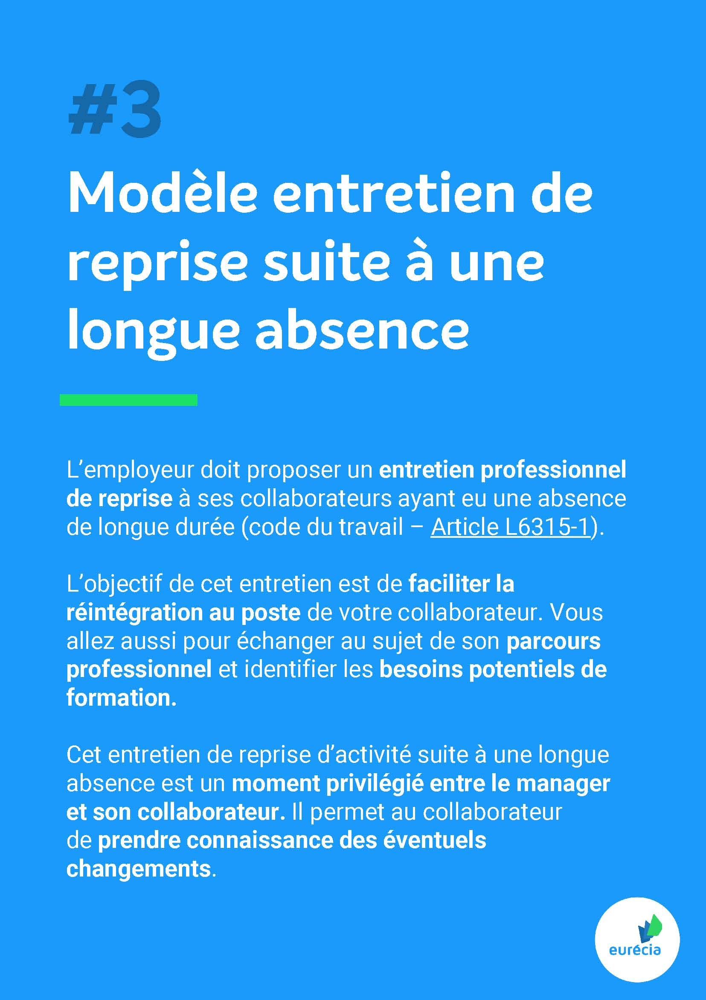 #3
Modèle entretien de
reprise suite à une
longue absence
L’employeur doit proposer un entretien professionnel
de reprise à ses collaborateurs ayant eu une absence
de longue durée (code du travail – Article L6315-1).
L’objectif de cet entretien est de faciliter la
réintégration au poste de votre collaborateur. Vous
allez aussi pour échanger au sujet de son parcours
professionnel et identifier les besoins potentiels de
formation.
Cet entretien de reprise d’activité suite à une longue
absence est un moment privilégié entre le manager
et son collaborateur. Il permet au collaborateur
de prendre connaissance des éventuels
changements.
eurécia